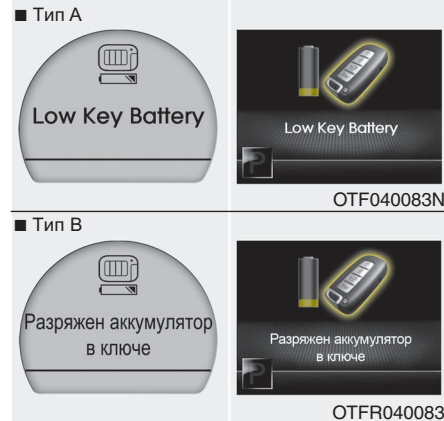 ■ Тип A
Low Key Battery
Low Key Battery
P
OTF040083N
■ Тип B
Разряжен аккумулятор
в ключе
Разряжен аккумулятор
в ключе
P
OTFR040083